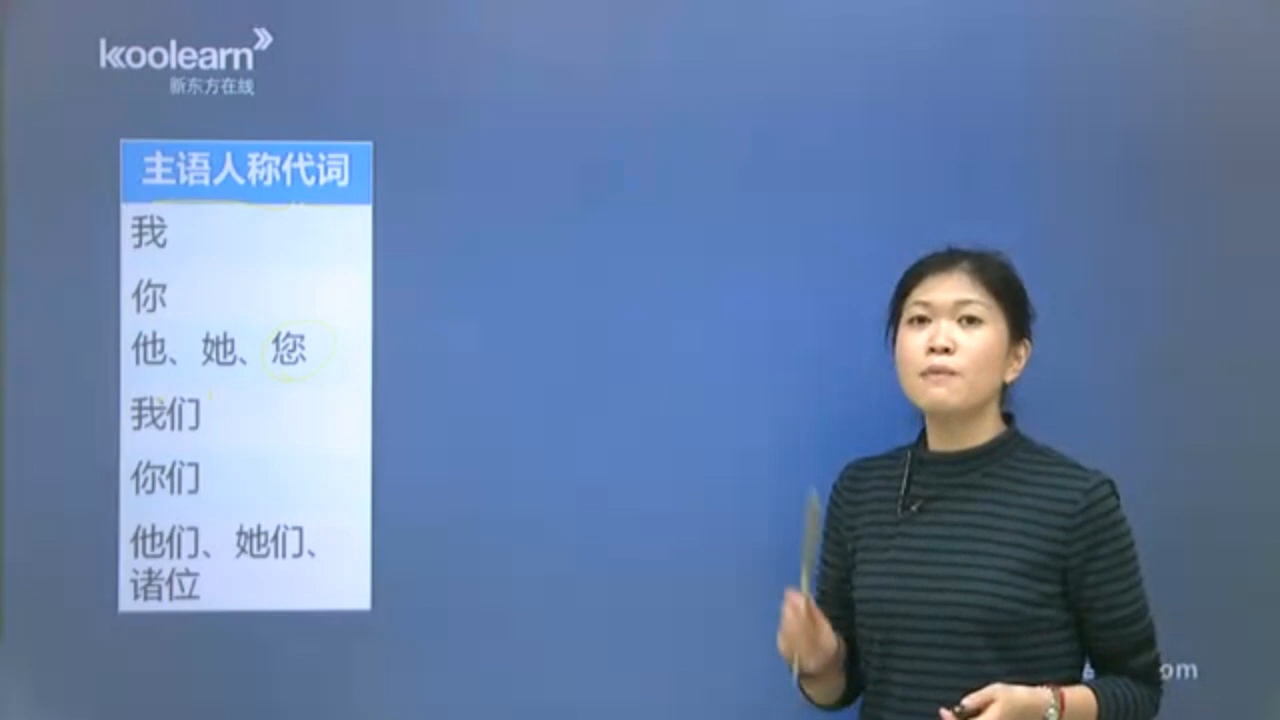 koolearn
新东方在线
主语人称代词
我
你
他、她、您
我们
你们
他们、她们、
诸位
om